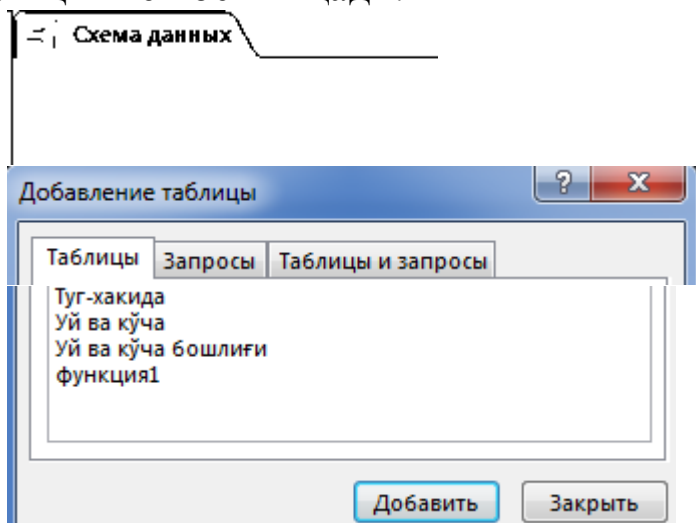 Схема данных
Добавление таблицы
Таблицы Запросы Таблицы и запросы
Туг-хакида
Уй ва кўча
Уй ва кўча бошлиғи
функция1
Добавить Закрыть